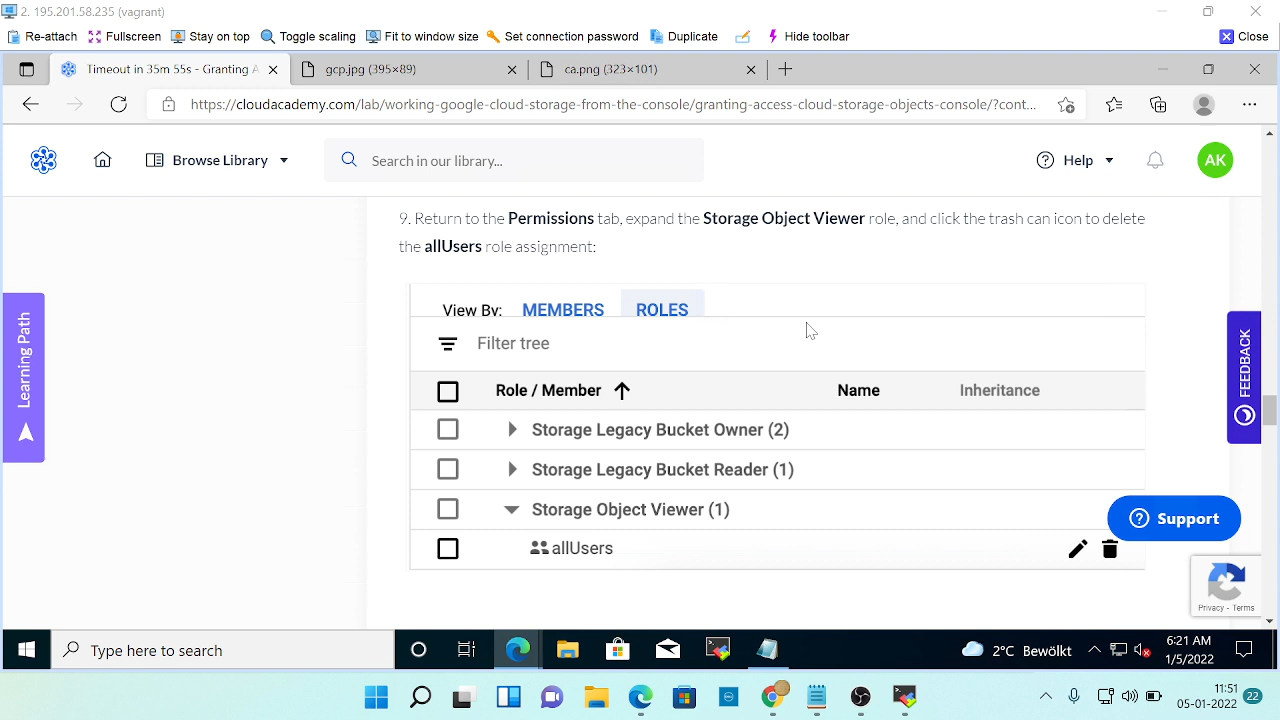 2. 195.201.58.235 (vagrant)
Re-attach Fullscreen Stay on top Toggle scaling Fit to window size Set connection password Duplicate Hide toolbar Close
Timeout in 35m 55s - Granting A gcp.jpg (395×89) ca.png (323×101)
https://cloudacademy.com/lab/working-google-cloud-storage-from-the-console/granting-access-cloud-storage-objects-console/?cont...
Browse Library Search in our library... Help AK
9. Return to the Permissions tab, expand the Storage Object Viewer role, and click the trash can icon to delete
the allUsers role assignment:
View By: MEMBERS ROLES
Filter tree
Role / Member Name Inheritance
Storage Legacy Bucket Owner (2)
Storage Legacy Bucket Reader (1)
Storage Object Viewer (1)
allUsers
Learning Path
FEEDBACK
Support
Privacy - Terms
Type here to search
2°C Bewölkt
6:21 AM
1/5/2022
11:51
05-01-2022
22